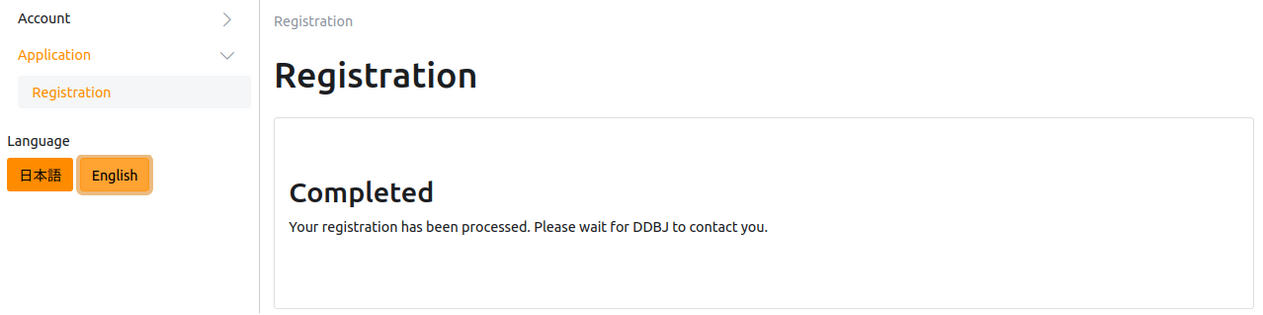 Account
Application
Registration
Language
日本語
English
Registration
Registration
Completed
Your registration has been processed. Please wait for DDBJ to contact you.